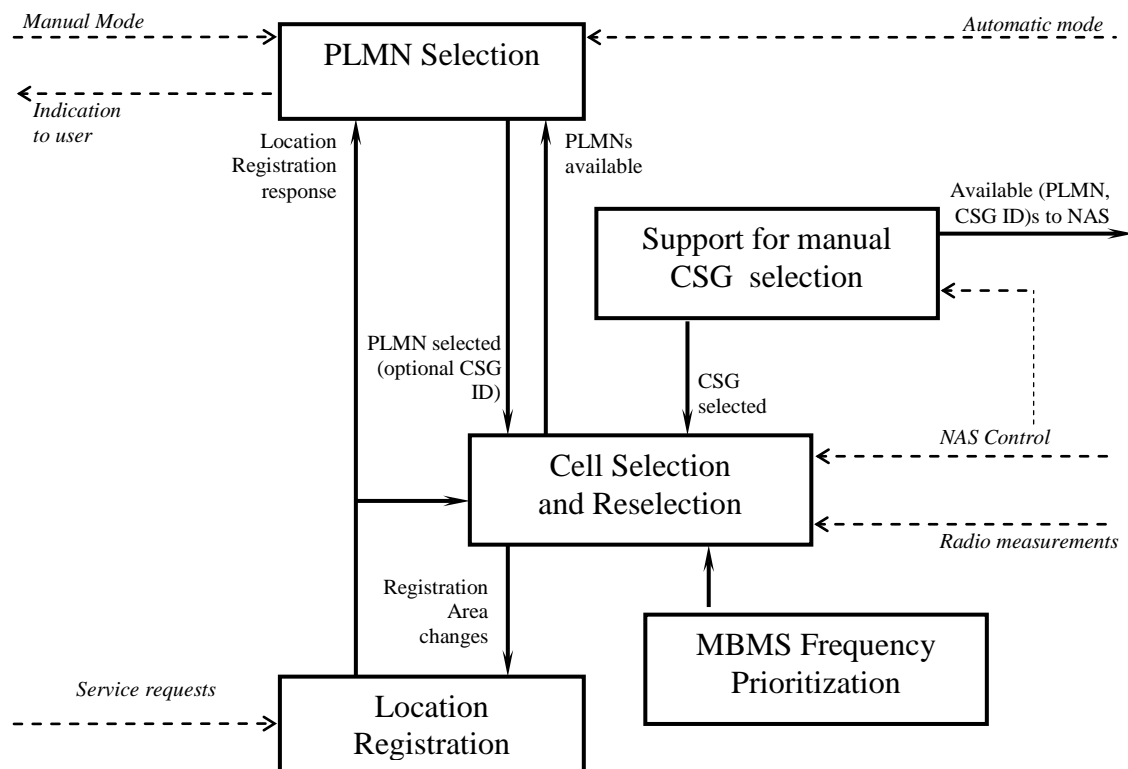 Manual Mode
Automatic mode
PLMN Selection
Indication
to user
Location
Registration
response
PLMNs
available
Available (PLMN,
CSG ID)s to NAS
Support for manual
CSG selection
PLMN selected
(optional CSG
ID)
CSG
selected
NAS Control
Cell Selection
and Reselection
Radio measurements
Registration
Area
changes
MBMS Frequency
Prioritization
Service requests
Location
Registration